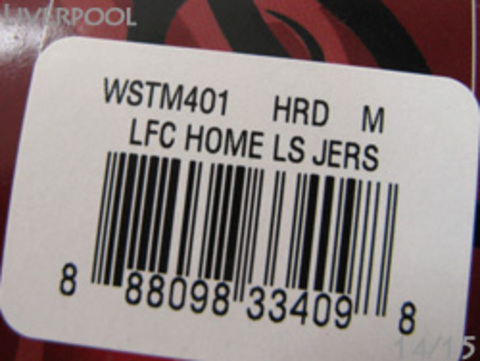 LIVERPOOL
WSTM401 HRD M
LFC HOME LS JERS
8 88098 33409 8
14/15